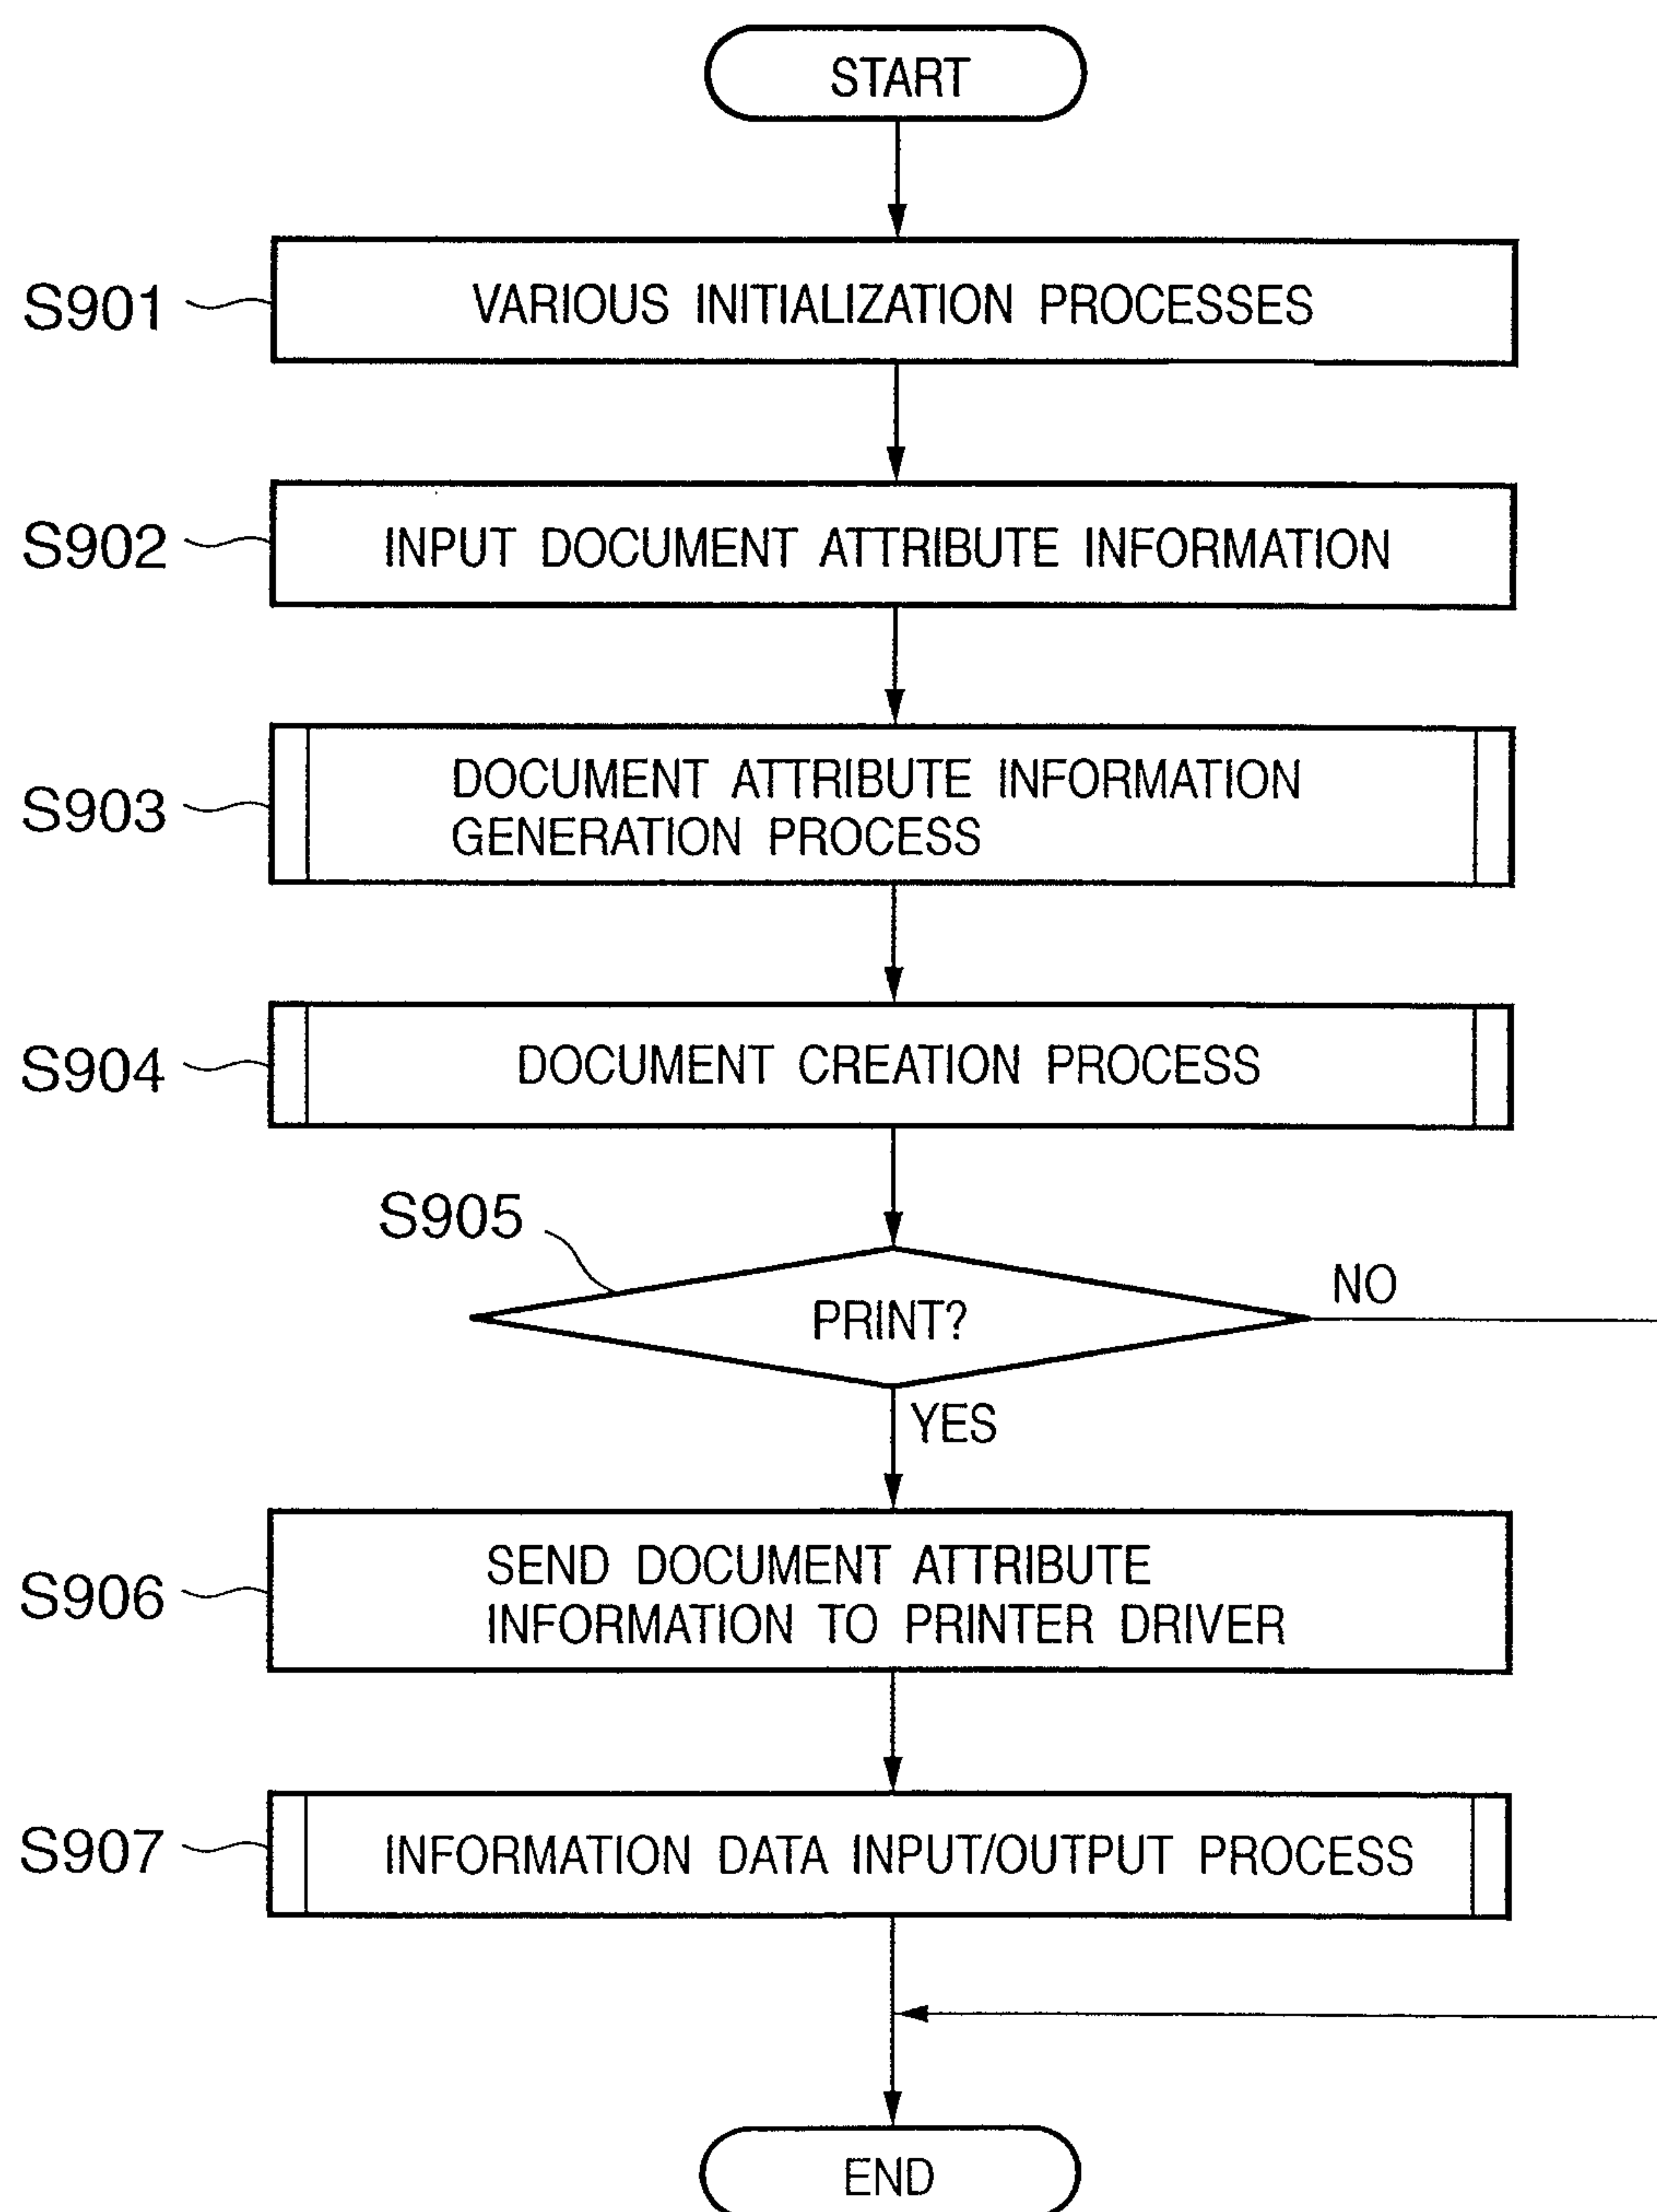 START
S901
VARIOUS INITIALIZATION PROCESSES
S902
INPUT DOCUMENT ATTRIBUTE INFORMATION
S903
DOCUMENT ATTRIBUTE INFORMATION
GENERATION PROCESS
S904
DOCUMENT CREATION PROCESS
S905
PRINT?
NO
YES
S906
SEND DOCUMENT ATTRIBUTE
INFORMATION TO PRINTER DRIVER
S907
INFORMATION DATA INPUT/OUTPUT PROCESS
END